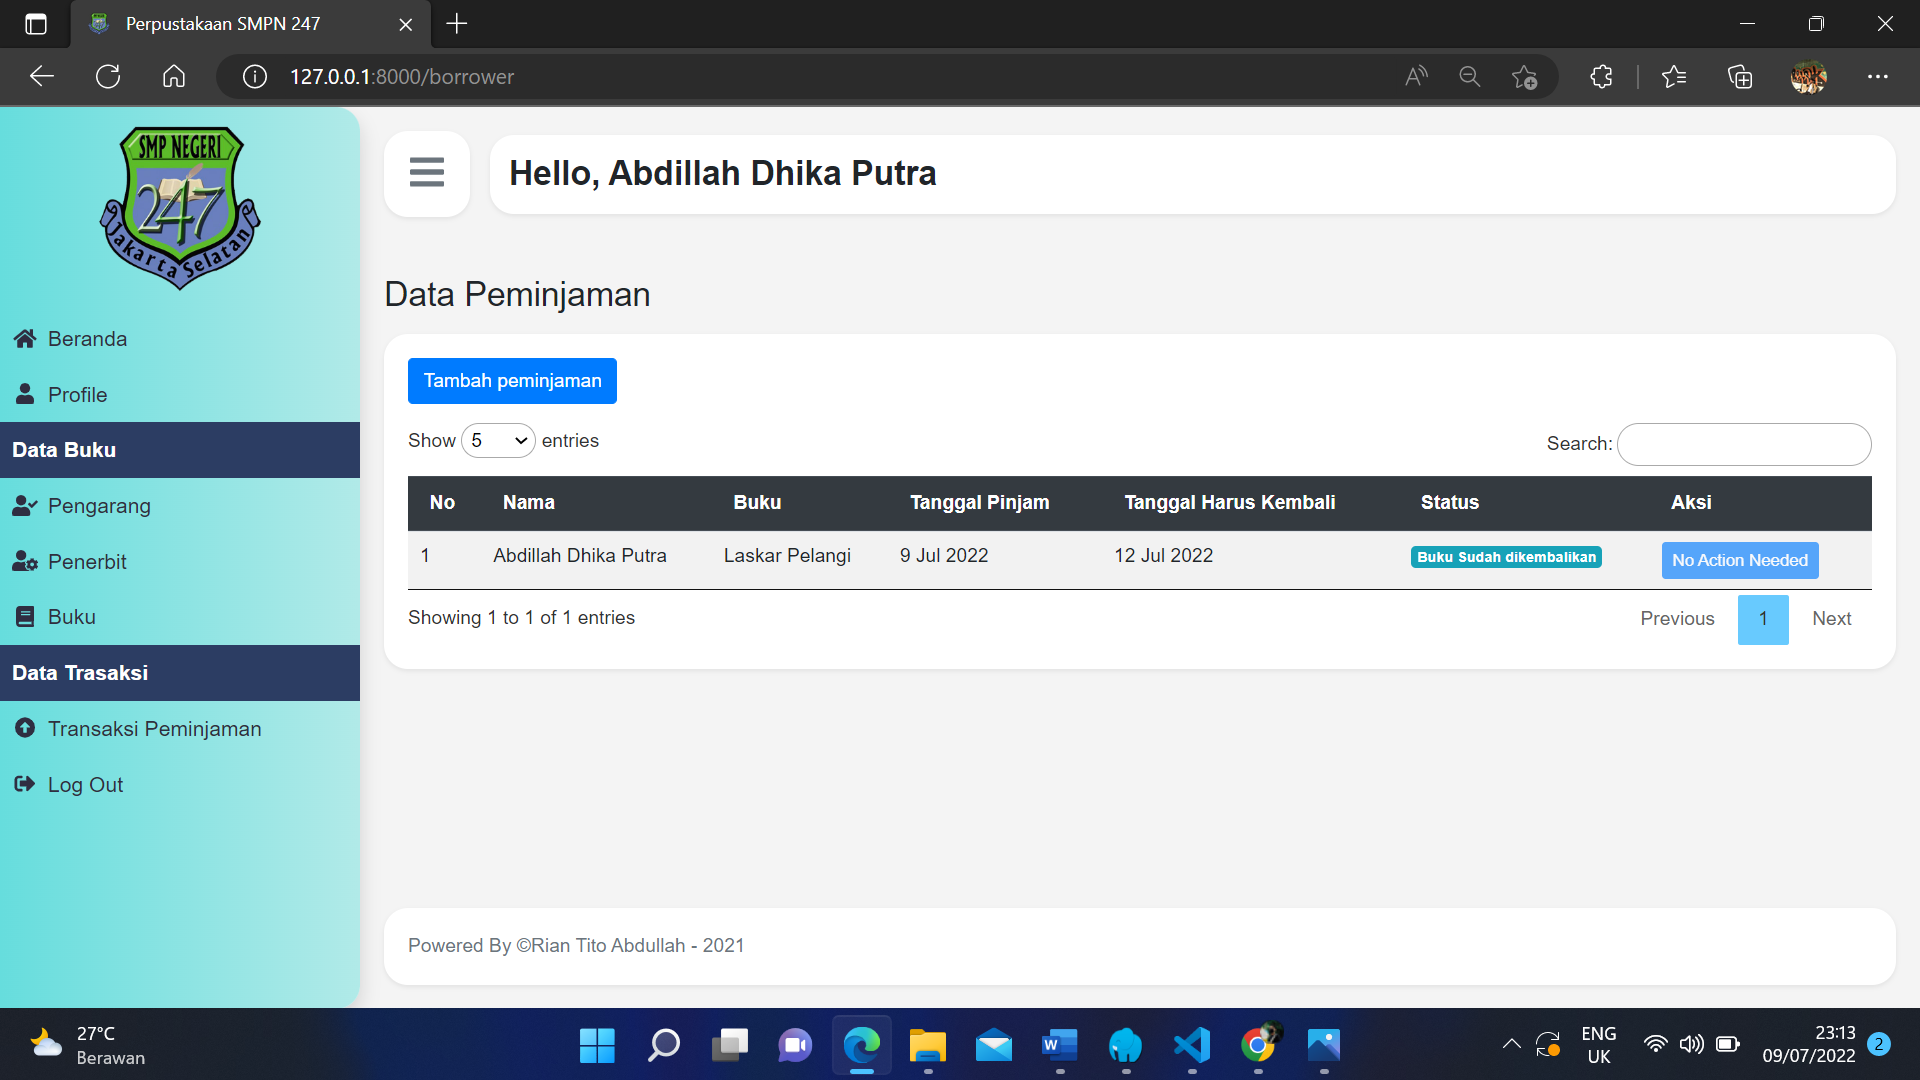 Perpustakaan SMPN 247
127.0.0.1:8000/borrower
SMP NEGERI
247
Jakarta Selatan
Hello, Abdillah Dhika Putra
Beranda
Profile
Data Buku
Pengarang
Penerbit
Buku
Data Trasaksi
Transaksi Peminjaman
Log Out
Data Peminjaman
Tambah peminjaman
Show 5 entries
Search:
No Nama Buku Tanggal Pinjam Tanggal Harus Kembali Status Aksi
1 Abdillah Dhika Putra Laskar Pelangi 9 Jul 2022 12 Jul 2022 Buku Sudah dikembalikan No Action Needed
Showing 1 to 1 of 1 entries
Previous 1 Next
Powered By ©Rian Tito Abdullah - 2021
27°C
Berawan
ENG
UK
23:13
09/07/2022
2